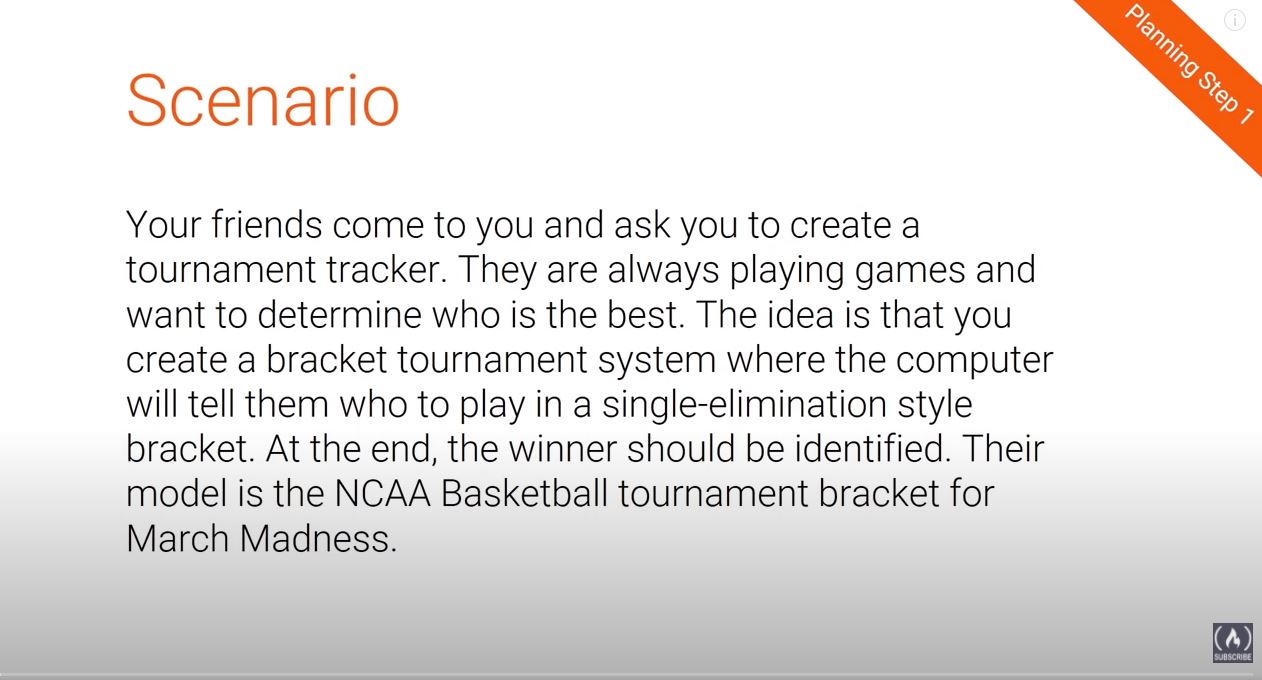 Planning Step 1
Scenario
Your friends come to you and ask you to create a
tournament tracker. They are always playing games and
want to determine who is the best. The idea is that you
create a bracket tournament system where the computer
will tell them who to play in a single-elimination style
bracket. At the end, the winner should be identified. Their
model is the NCAA Basketball tournament bracket for
March Madness.
SUBSCRIBE